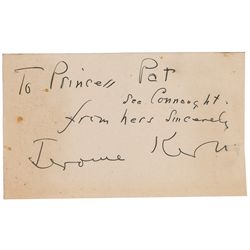 To Princess Pat
See Connaught.
from hers sincerely
Jerome Kern